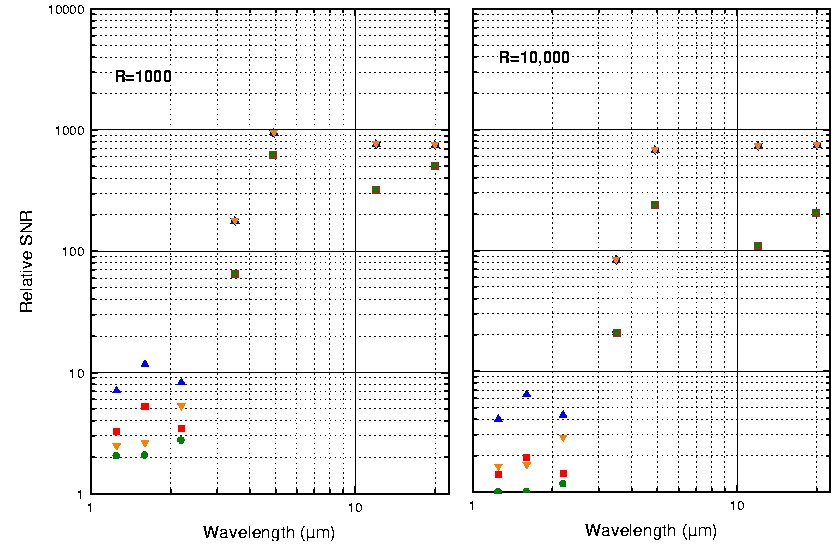 10000
1000
100
10
1
Relative SNR
R=1000
1
10
Wavelength (μm)
R=10,000
1
10
Wavelength (μm)